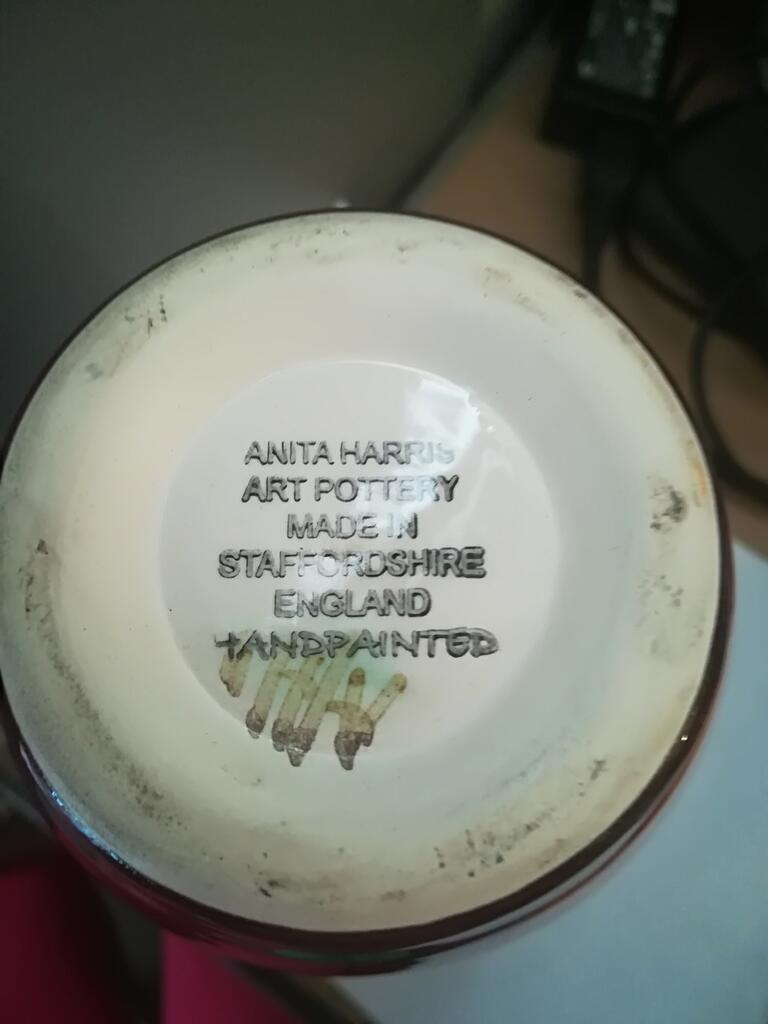 ANITA HARRIS
ART POTTERY
MADE IN
STAFFORDSHIRE
ENGLAND
HANDPAINTED